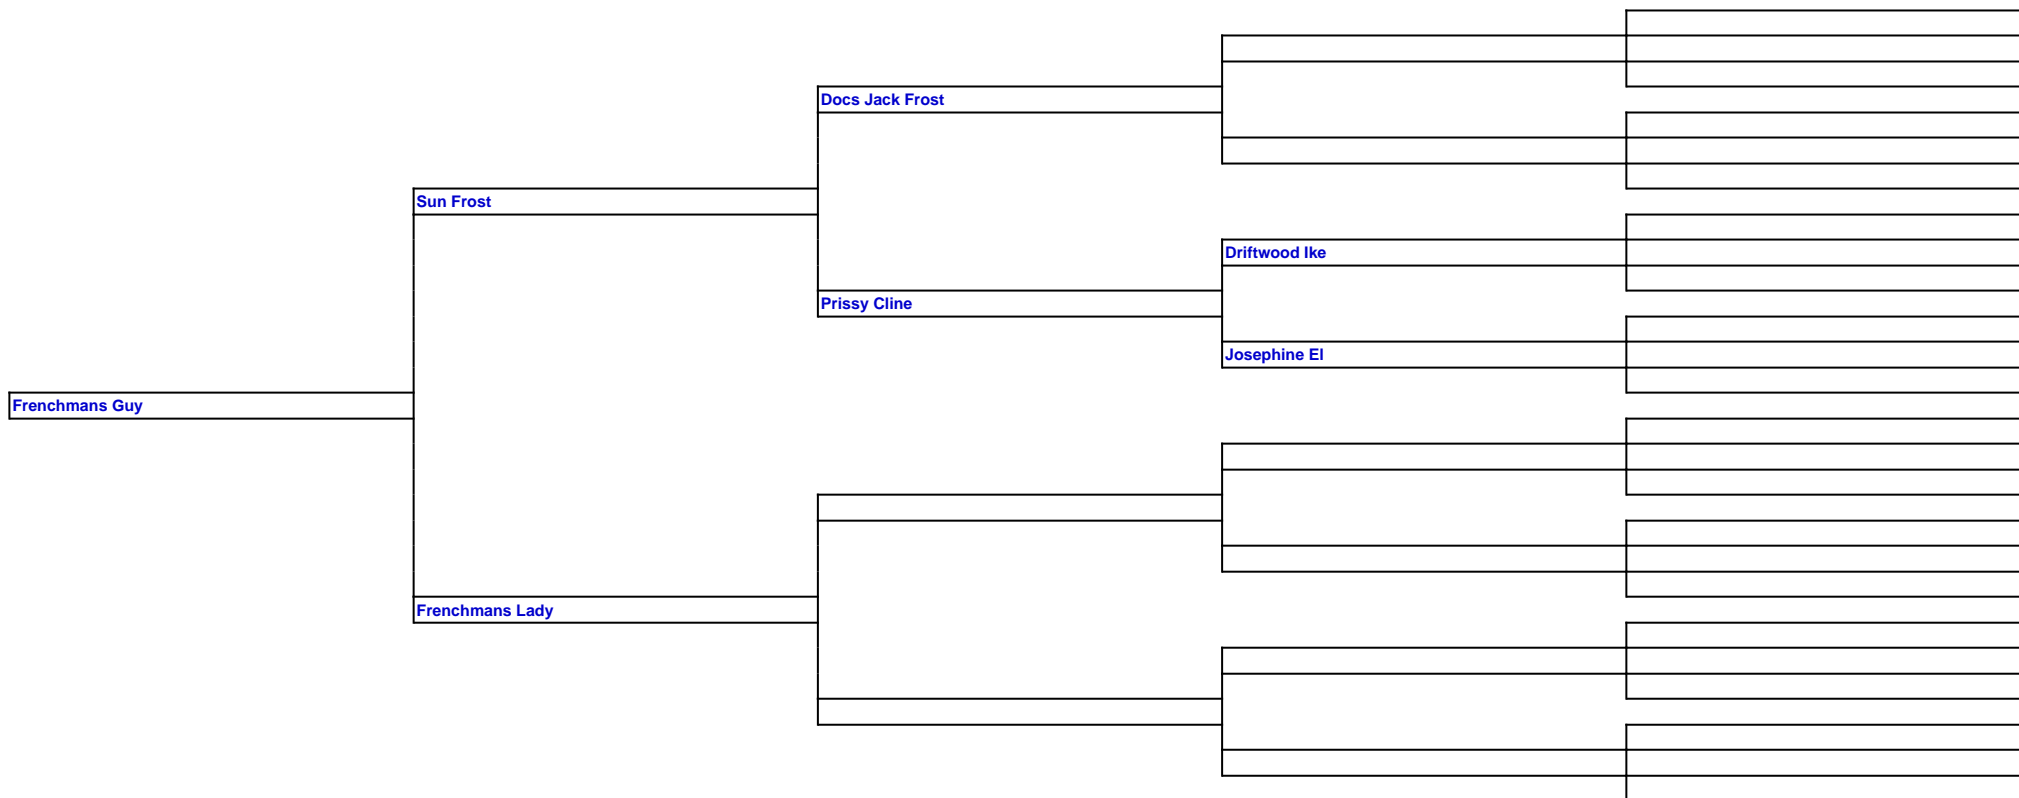 Docs Jack Frost
Sun Frost
Driftwood Ike
Prissy Cline
Josephine El
Frenchmans Guy
Frenchmans Lady